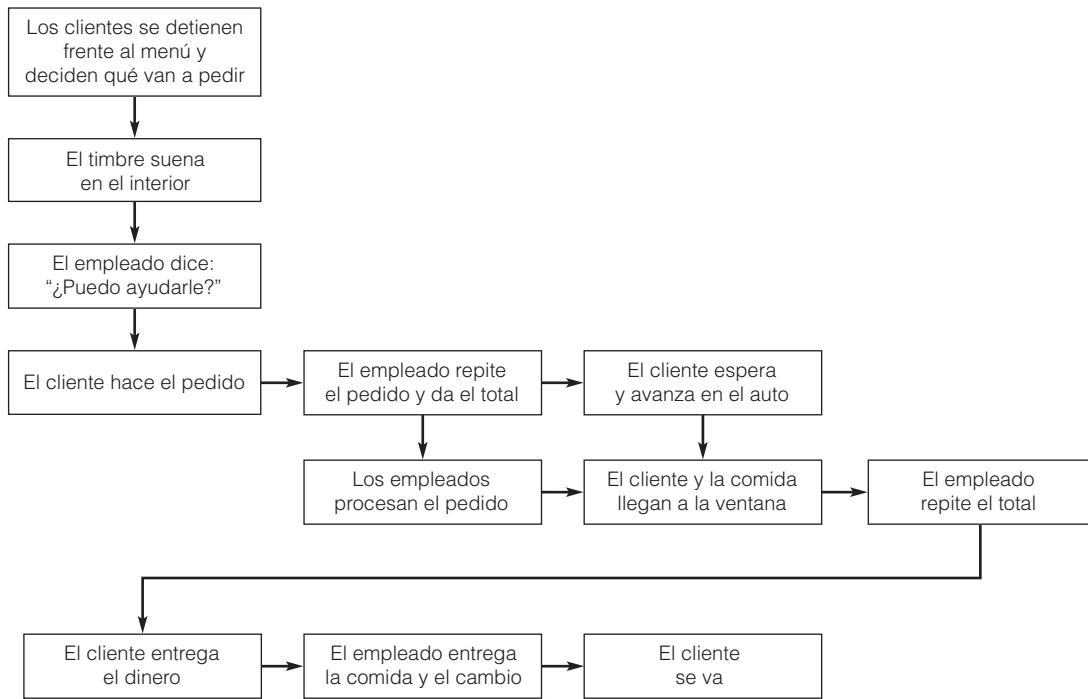 Los clientes se detienen
frente al menú y
deciden qué van a pedir
El timbre suena
en el interior
El empleado dice:
“¿Puedo ayudarle?”
El cliente hace el pedido
El empleado repite
el pedido y da el total
El cliente espera
y avanza en el auto
Los empleados
procesan el pedido
El cliente y la comida
llegan a la ventana
El empleado
repite el total
El cliente entrega
el dinero
El empleado entrega
la comida y el cambio
El cliente
se va